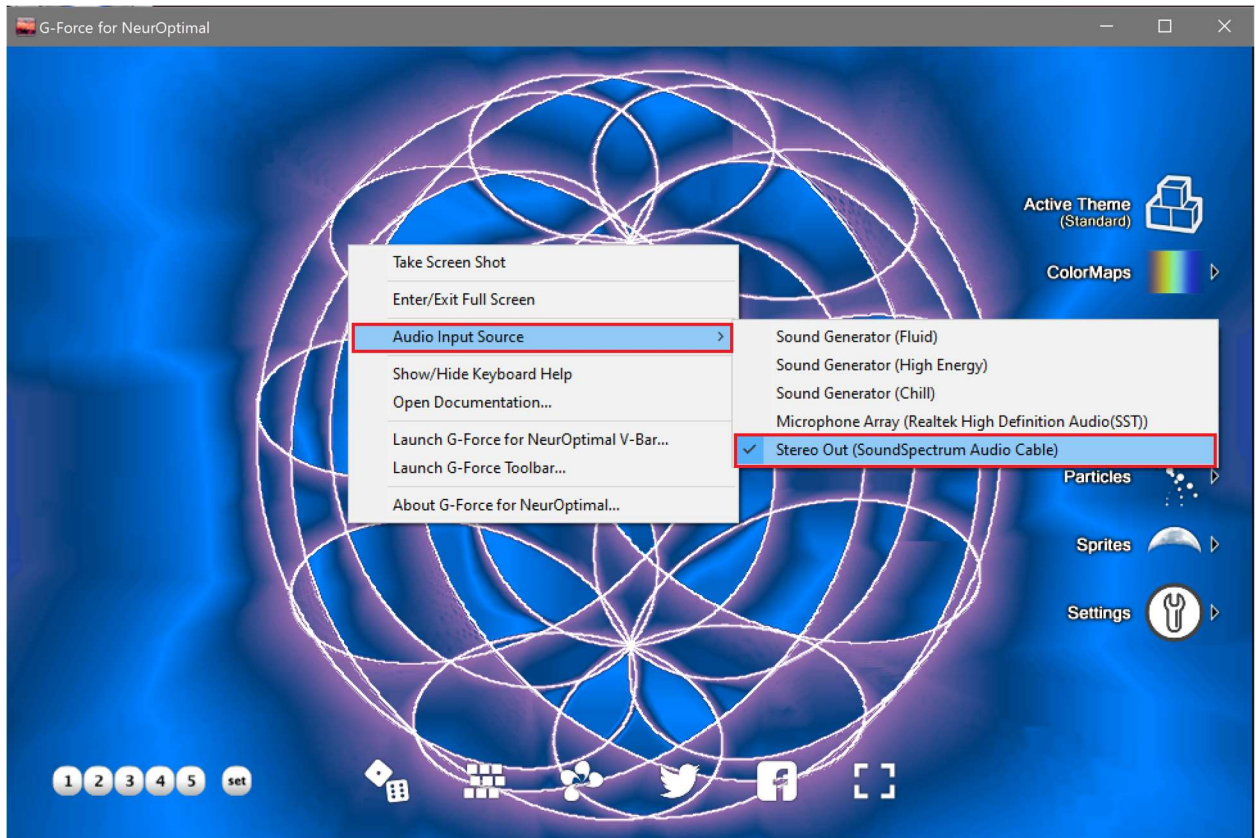 G-Force for NeurOptimal
Active Theme
(Standard)
ColorMaps
Take Screen Shot
Enter/Exit Full Screen
Audio Input Source
Show/Hide Keyboard Help
Open Documentation...
Launch G-Force for NeurOptimal V-Bar...
Launch G-Force Toolbar...
About G-Force for NeurOptimal...
Sound Generator (Fluid)
Sound Generator (High Energy)
Sound Generator (Chill)
Microphone Array (Realtek High Definition Audio(SST))
Stereo Out (SoundSpectrum Audio Cable)
Particles
Sprites
Settings
1 2 3 4 5 set